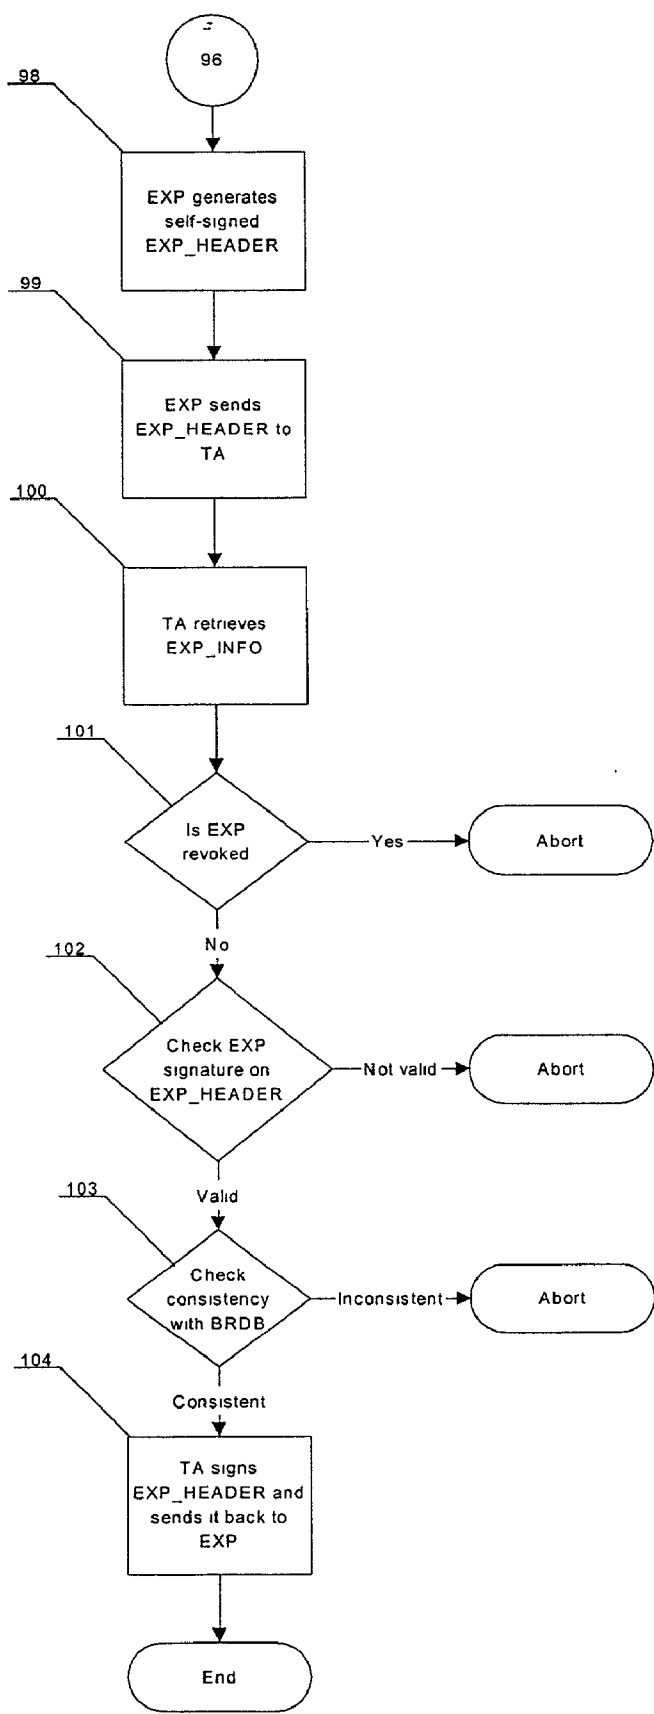 96
98
EXP generates
self-signed
EXP_HEADER
99
EXP sends
EXP_HEADER to
TA
100
TA retrieves
EXP_INFO
101
Is EXP
revoked
Yes
Abort
No
102
Check EXP
signature on
EXP_HEADER
Not valid
Abort
Valid
103
Check
consistency
with BRDB
Inconsistent
Abort
104
Consistent
TA signs
EXP_HEADER and
sends it back to
EXP
End